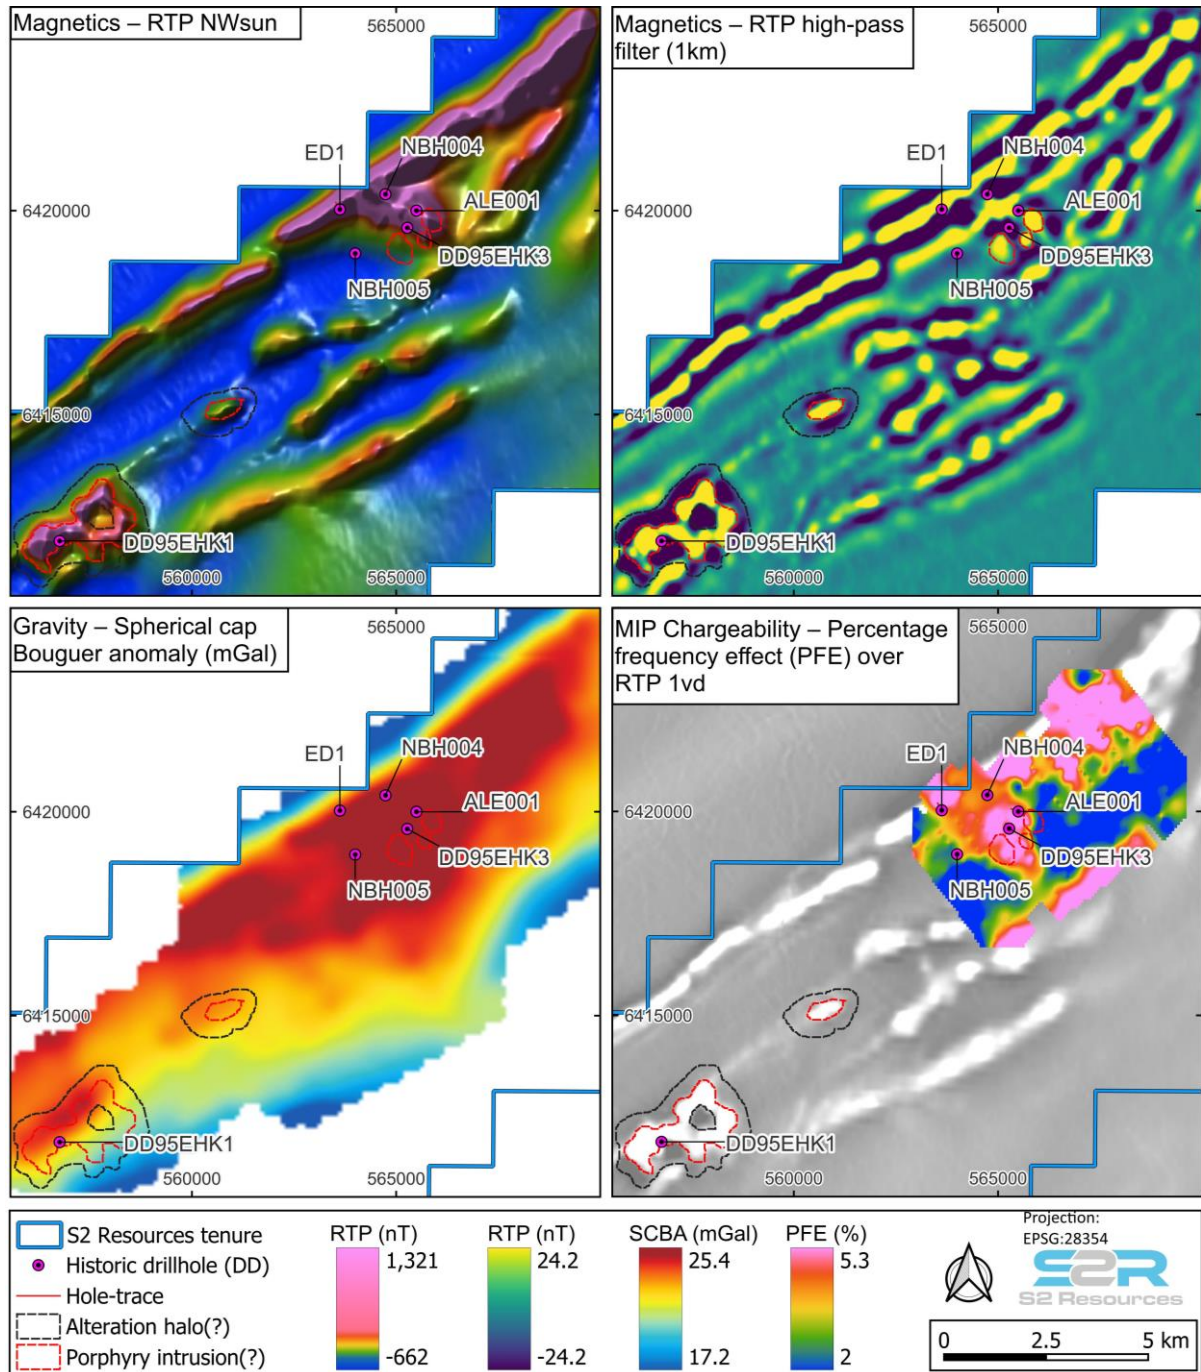 Magnetics – RTP NWsun
565000
ED1
NBH004
6420000
ALE001
DD95EHK3
NBH005
6415000
DD95EHK1
560000
565000
Magnetics – RTP high-pass
filter (1km)
565000
ED1
NBH004
6420000
ALE001
DD95EHK3
NBH005
6415000
DD95EHK1
560000
565000
Gravity – Spherical cap
Bouguer anomaly (mGal)
565000
ED1
NBH004
6420000
ALE001
DD95EHK3
NBH005
6415000
DD95EHK1
560000
565000
MIP Chargeability – Percentage
frequency effect (PFE) over
RTP 1vd
565000
ED1
NBH004
6420000
ALE001
DD95EHK3
NBH005
6415000
DD95EHK1
560000
565000
S2 Resources tenure
Historic drillhole (DD)
Hole-trace
Alteration halo(?)
Porphyry intrusion(?)
RTP (nT)
1,321
-662
RTP (nT)
24.2
-24.2
SCBA (mGal)
25.4
17.2
PFE (%)
5.3
2
Projection:
EPSG:28354
S2R
S2 Resources
0 2.5 5 km